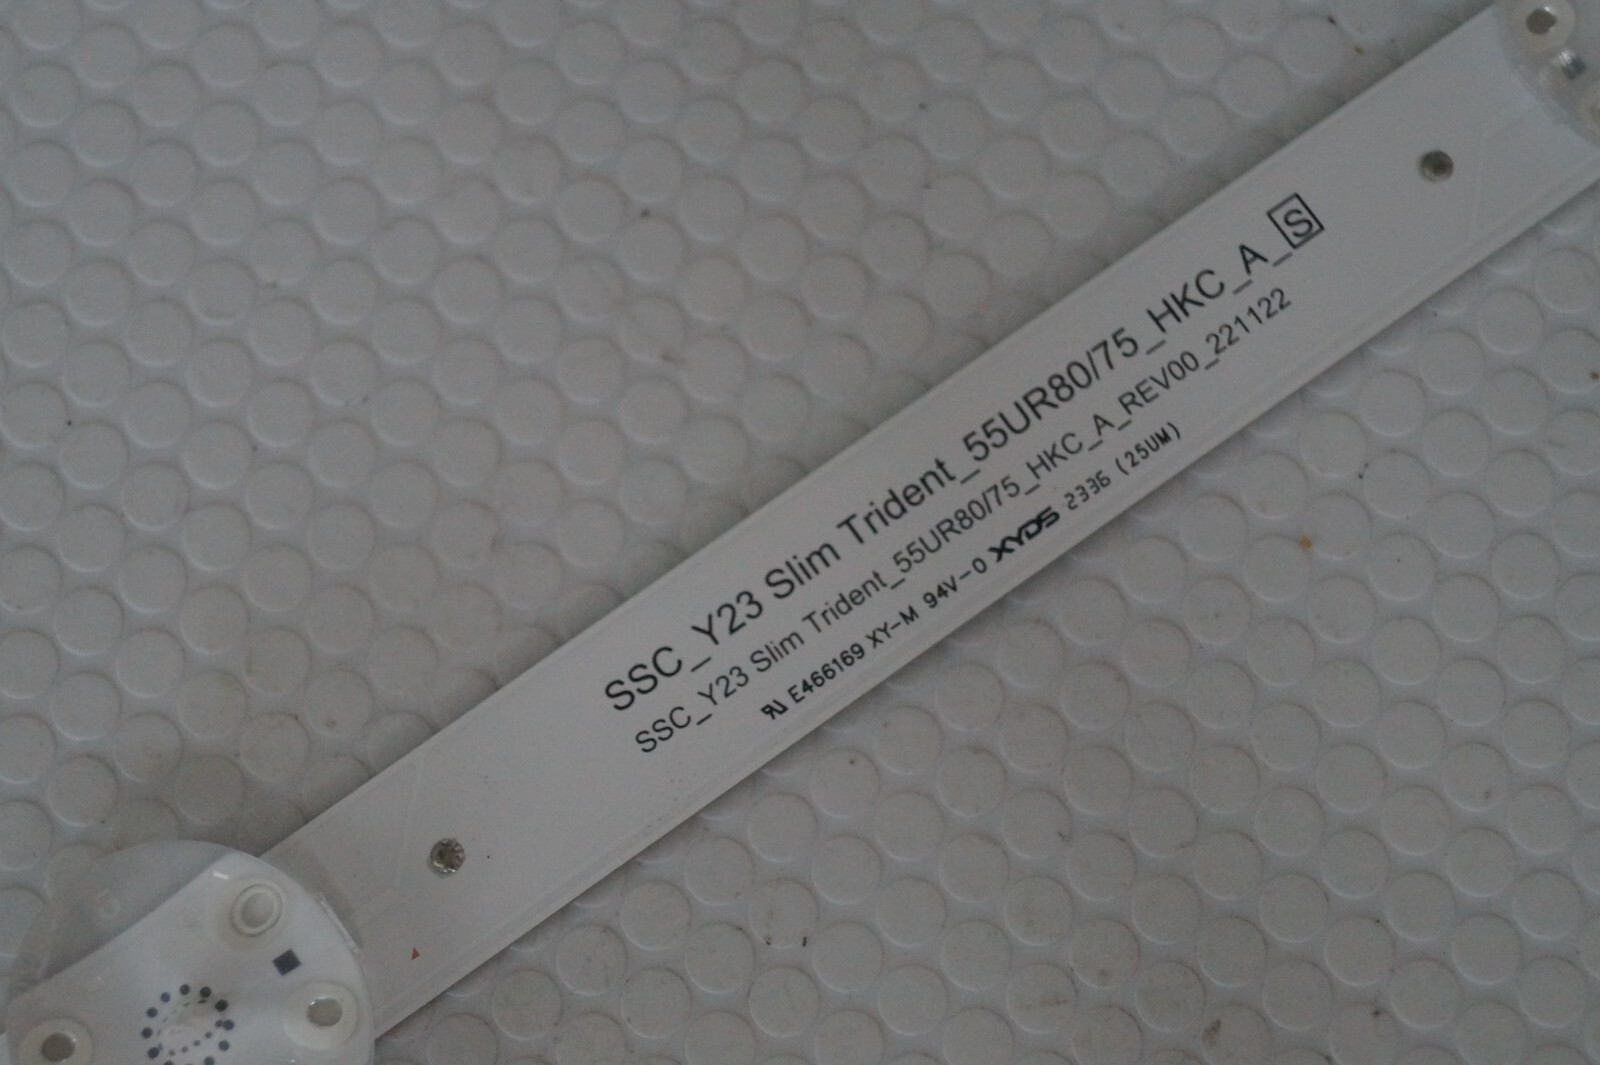 SSC_Y23 Slim Trident_55UR80/75_HKC_A_S
SSC_Y23 Slim Trident_55UR80/75_HKC_A_REV00_221122
E466169 XY-M 94V-0 XYDS 2336 (25UM)